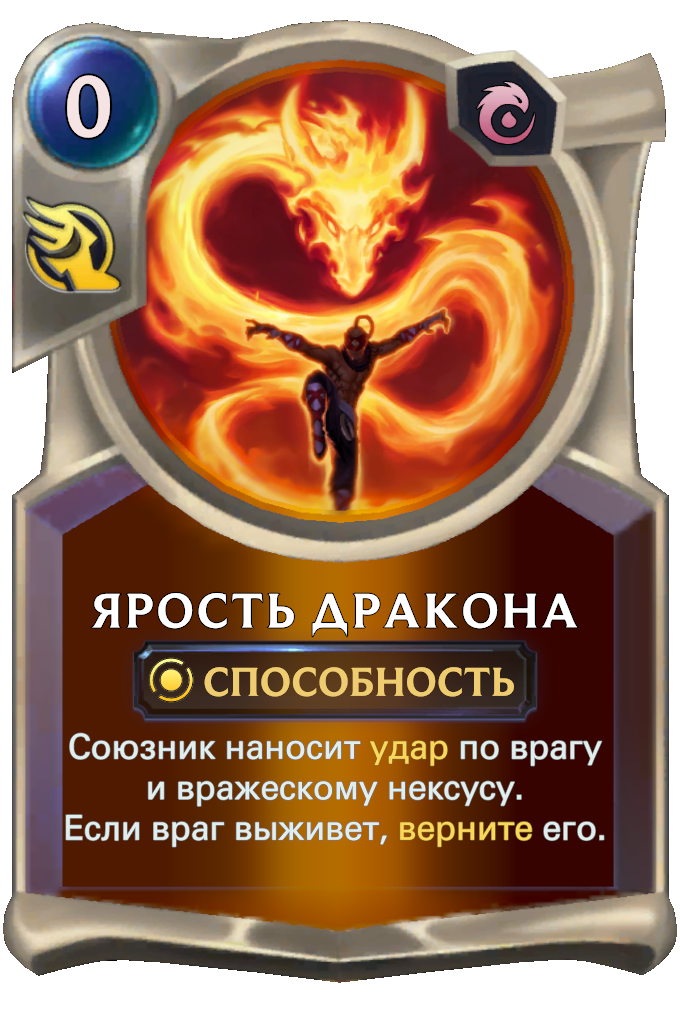 0
ЯРОСТЬ ДРАКОНА
СПОСОБНОСТЬ
Союзник наносит удар по врагу
и вражескому нексусу.
Если враг выживет, верните его.